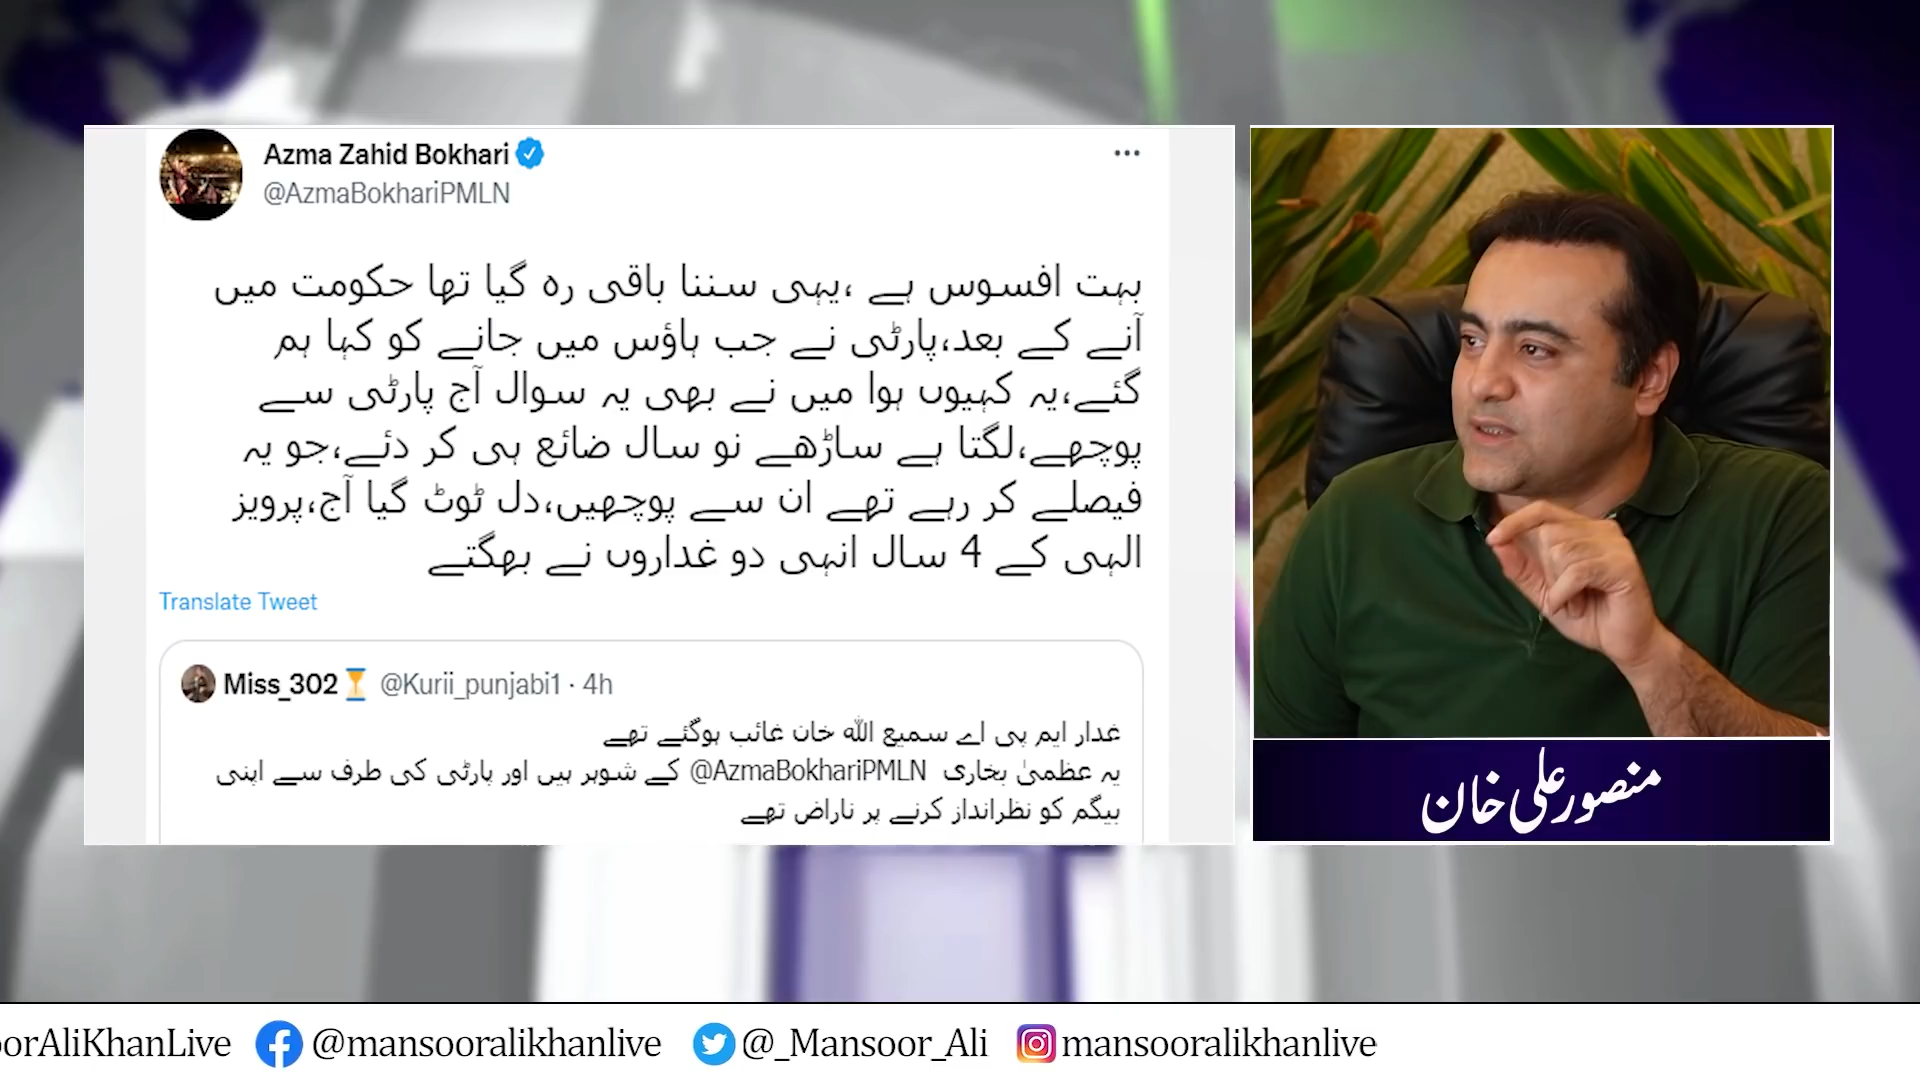 Azma Zahid Bokhari
@AzmaBokhariPMLN
بہت افسوس ہے ،یہی سننا باقی رہ گیا تھا حکومت میں
آنے کے بعد،پارٹی نے جب ہاؤس میں جانے کو کہا ہم
گئے،یہ کہیوں ہوا میں نے بھی یہ سوال آج پارٹی سے
پوچھے،لگتا ہے ساڑھے نو سال ضائع ہی کر دئے،جو یہ
فیصلے کر رہے تھے ان سے پوچھیں،دل ٹوٹ گیا آج،پرویز
الہی کے 4 سال انہی دو غداروں نے بھگتے
Translate Tweet
Miss_302⏳ @Kurii_punjabi1 · 4h
غدار ایم پی اے سمیع اللہ خان غائب ہوگئے تھے
یہ عظمیٰ بخاری @AzmaBokhariPMLN کے شوہر ہیں اور پارٹی کی طرف سے اپنی
بیگم کو نظرانداز کرنے پر ناراض تھے
منصور علی خان
oorAliKhanLive @mansooralikhanlive @_Mansoor_Ali mansooralikhanlive